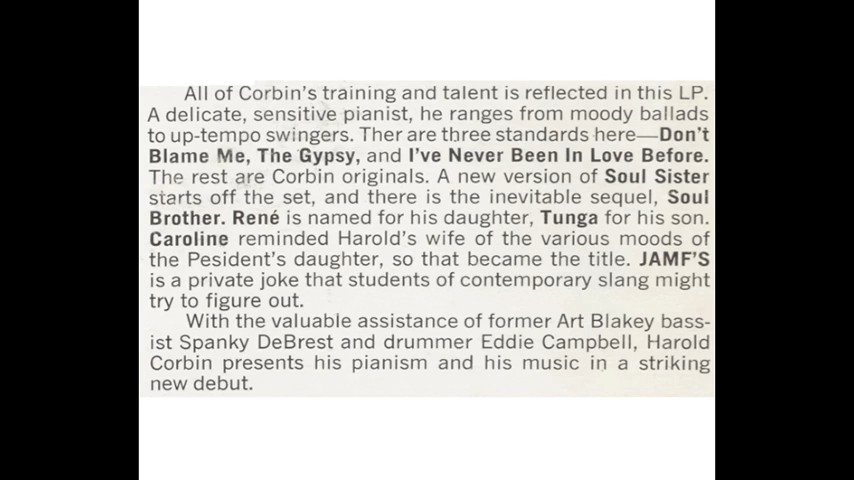 All of Corbin's training and talent is reflected in this LP.
A delicate, sensitive pianist, he ranges from moody ballads
to up-tempo swingers. Ther are three standards here—Don't
Blame Me, The Gypsy, and I've Never Been In Love Before.
The rest are Corbin originals. A new version of Soul Sister
starts off the set, and there is the inevitable sequel, Soul
Brother. René is named for his daughter, Tunga for his son.
Caroline reminded Harold's wife of the various moods of
the Pesident's daughter, so that became the title. JAMF'S
is a private joke that students of contemporary slang might
try to figure out.
With the valuable assistance of former Art Blakey bass-
ist Spanky DeBrest and drummer Eddie Campbell, Harold
Corbin presents his pianism and his music in a striking
new debut.